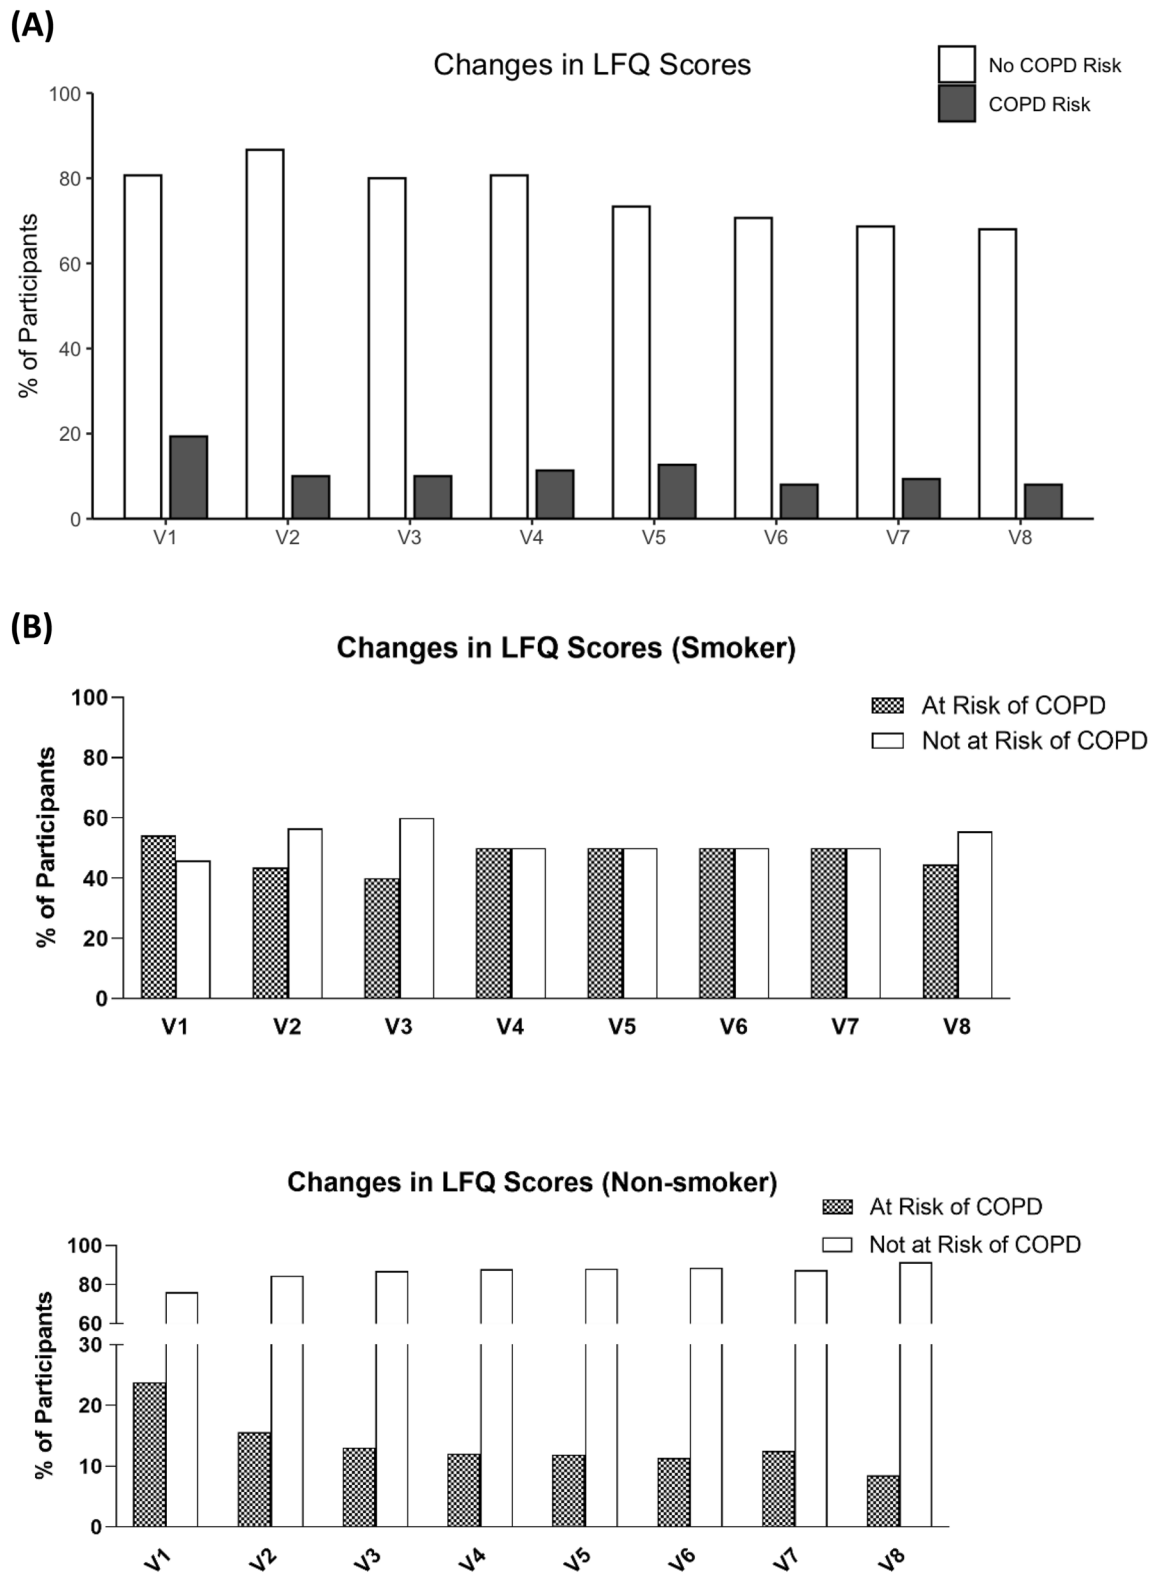 (A)
Changes in LFQ Scores
No COPD Risk
COPD Risk
% of Participants
100
80
60
40
20
0
V1 V2 V3 V4 V5 V6 V7 V8
(B)
Changes in LFQ Scores (Smoker)
At Risk of COPD
Not at Risk of COPD
% of Participants
100
80
60
40
20
0
V1 V2 V3 V4 V5 V6 V7 V8
Changes in LFQ Scores (Non-smoker)
At Risk of COPD
Not at Risk of COPD
% of Participants
100
80
60
30
20
10
0
V1 V2 V3 V4 V5 V6 V7 V8